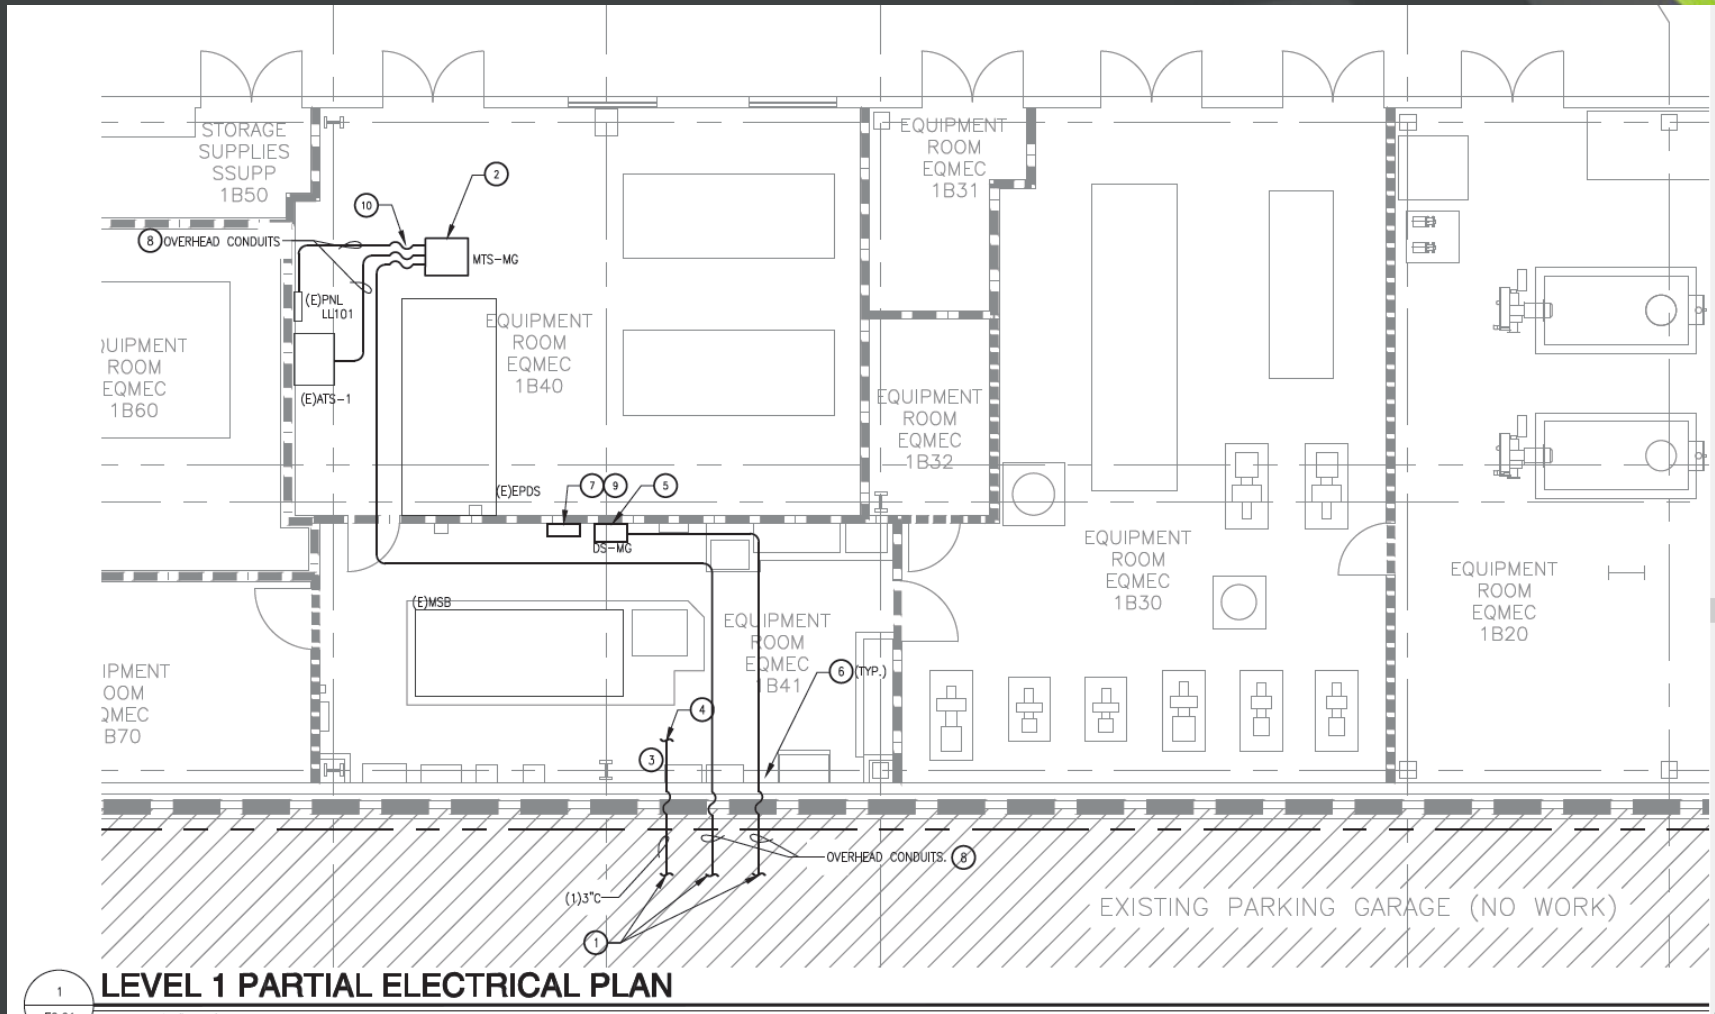 STORAGE
SUPPLIES
SSUPP
1B50
EQUIPMENT
ROOM
EQMEC
1B31
2
10
8 OVERHEAD CONDUITS
MTS-MG
(E)PNL
LL101
EQUIPMENT
ROOM
EQMEC
1B40
QUIPMENT
ROOM
EQMEC
1B60
(E)ATS-1
EQUIPMENT
ROOM
EQMEC
1B32
(E)EPDS
7 9 5
DS-MG
EQUIPMENT
ROOM
EQMEC
1B30
EQUIPMENT
ROOM
EQMEC
1B20
(E)MSB
EQUIPMENT
ROOM
EQMEC
1B41
6 (TYP.)
IPMENT
OOM
QMEC
B70
4
3
OVERHEAD CONDUITS. 8
(1)3"C
1
EXISTING PARKING GARAGE (NO WORK)
1
LEVEL 1 PARTIAL ELECTRICAL PLAN